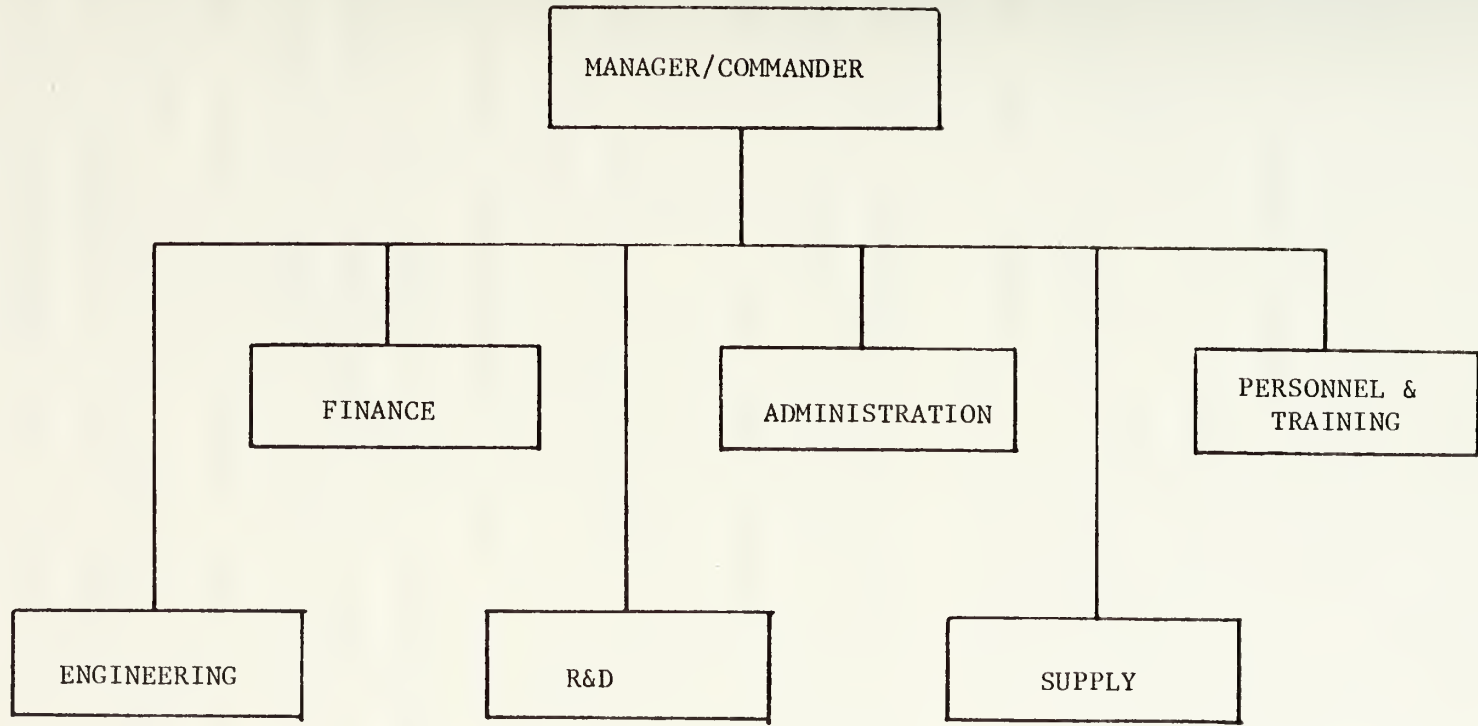 MANAGER/COMMANDER
FINANCE
ADMINISTRATION
PERSONNEL &
TRAINING
ENGINEERING
R&D
SUPPLY